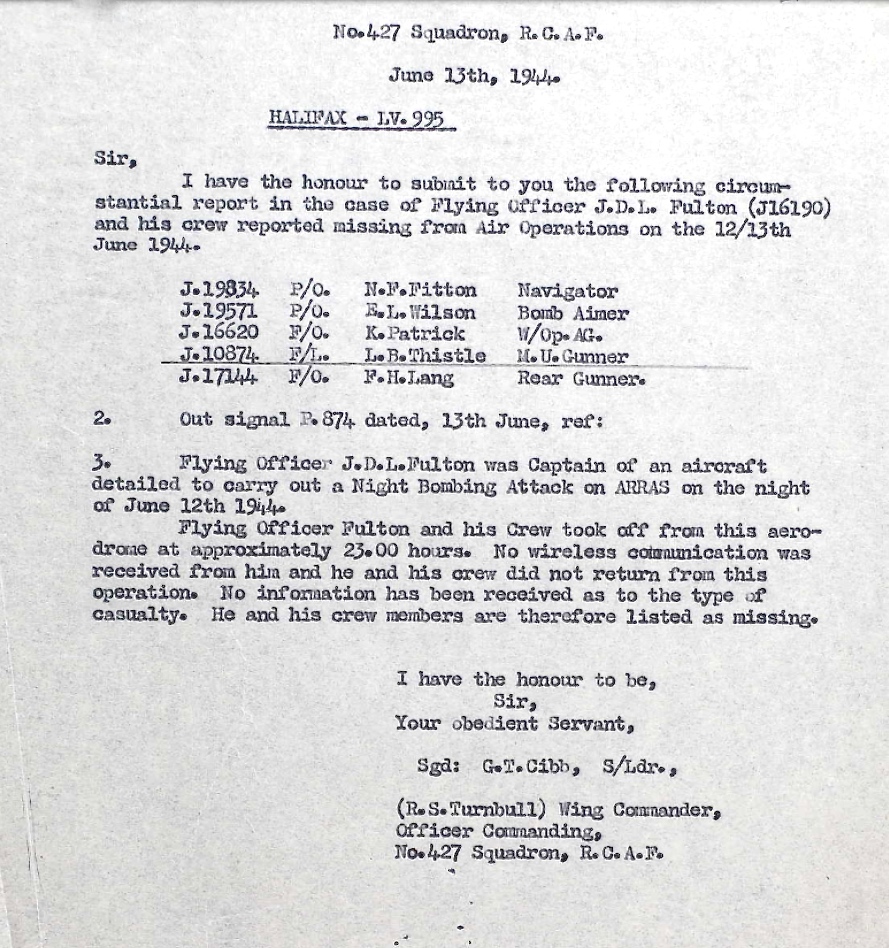 No.427 Squadron, R.C.A.F.
June 13th, 1944.
HALIFAX - LV.995
Sir,
I have the honour to submit to you the following circum-
stantial report in the case of Flying Officer J.D.L. Fulton (J16190)
and his crew reported missing from Air Operations on the 12/13th
June 1944.
J.19834 P/O. N.F.Fitton Navigator
J.19571 P/O. E.L.Wilson Bomb Aimer
J.16620 F/O. K.Patrick W/Op.AG.
J.10874 F/L. L.B.Thistle M.U.Gunner
J.17144 F/O. F.H.Lang Rear Gunner.
2. Out signal P.874 dated, 13th June, ref:
3. Flying Officer J.D.L.Fulton was Captain of an aircraft
detailed to carry out a Night Bombing Attack on ARRAS on the night
of June 12th 1944.
Flying Officer Fulton and his Crew took off from this aero-
drome at approximately 23.00 hours. No wireless communication was
received from him and he and his crew did not return from this
operation. No information has been received as to the type of
casualty. He and his crew members are therefore listed as missing.
I have the honour to be,
Sir,
Your obedient Servant,
Sgd: G.T.Cibb, S/Ldr.,
(R.S.Turnbull) Wing Commander,
Officer Commanding,
No.427 Squadron, R.C.A.F.